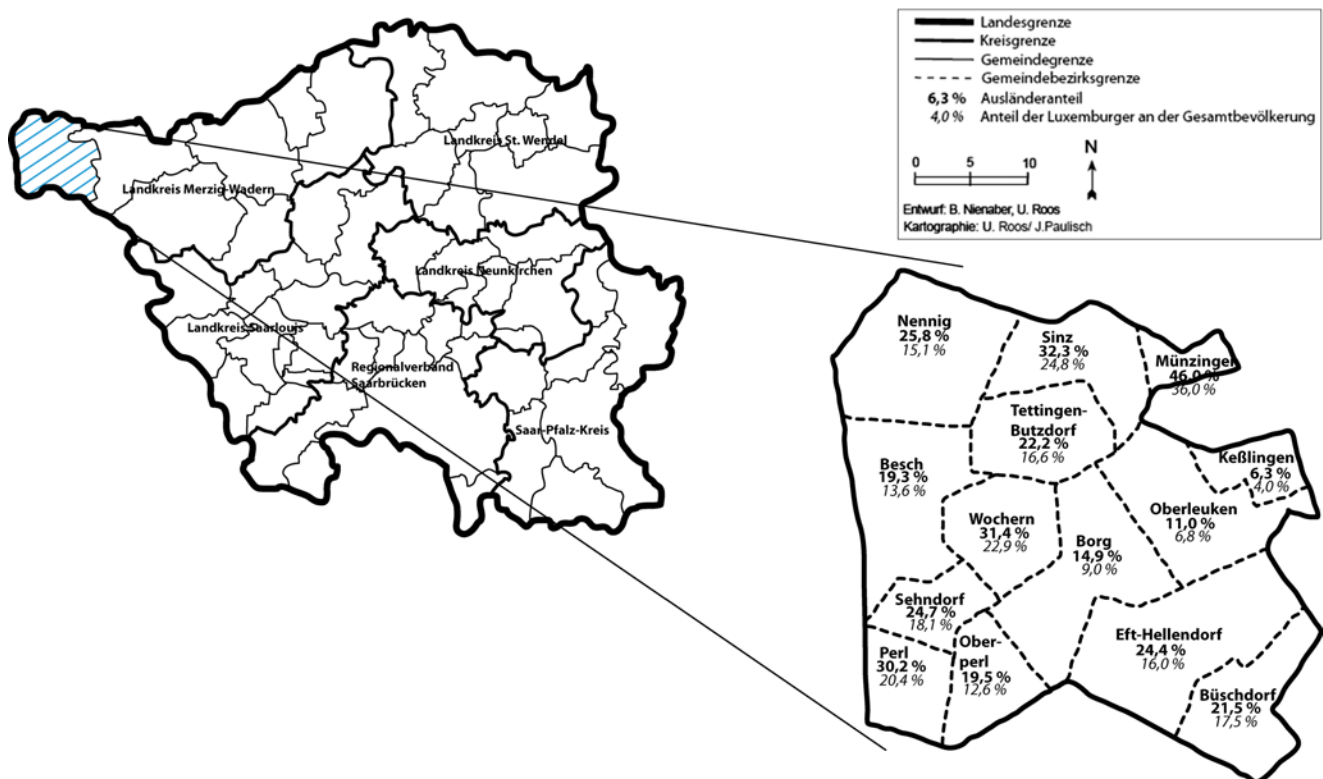 Landesgrenze
Kreisgrenze
Gemeindegrenze
Gemeindebezirksgrenze
6,3 % Ausländeranteil
4,0 % Anteil der Luxemburger an der Gesamtbevölkerung
N
0 5 10
Entwurf: B. Nienaber, U. Roos
Kartographie: U. Roos/ J.Paulisch
Landkreis St. Wendel
Landkreis Merzig-Wadern
Landkreis Neunkirchen
Landkreis Saarlouis
Regionalverband
Saarbrücken
Saar-Pfalz-Kreis
Nennig
25,8 %
15,1 %
Sinz
32,3 %
24,8 %
Münzingen
46,0 %
36,0 %
Tettingen-
Butzdorf
22,2 %
16,6 %
Besch
19,3 %
13,6 %
Keßlingen
6,3 %
4,0 %
Oberleuken
11,0 %
6,8 %
Wochern
31,4 %
22,9 %
Borg
14,9 %
9,0 %
Sehndorf
24,7 %
18,1 %
Perl
30,2 %
20,4 %
Ober-
perl
19,5 %
12,6 %
Eft-Hellendorf
24,4 %
16,0 %
Büschdorf
21,5 %
17,5 %